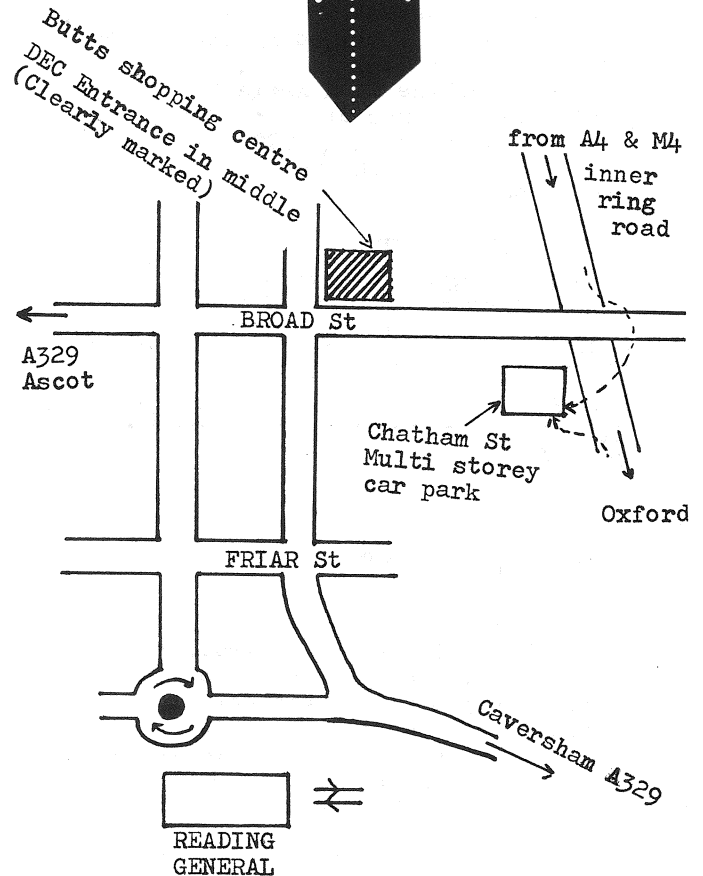 Butts shopping centre
DEC Entrance in middle
(Clearly marked)
from A4 & M4
inner
ring
road
BROAD St
A329
Ascot
Chatham St
Multi storey
car park
Oxford
FRIAR St
Caversham A329
READING
GENERAL